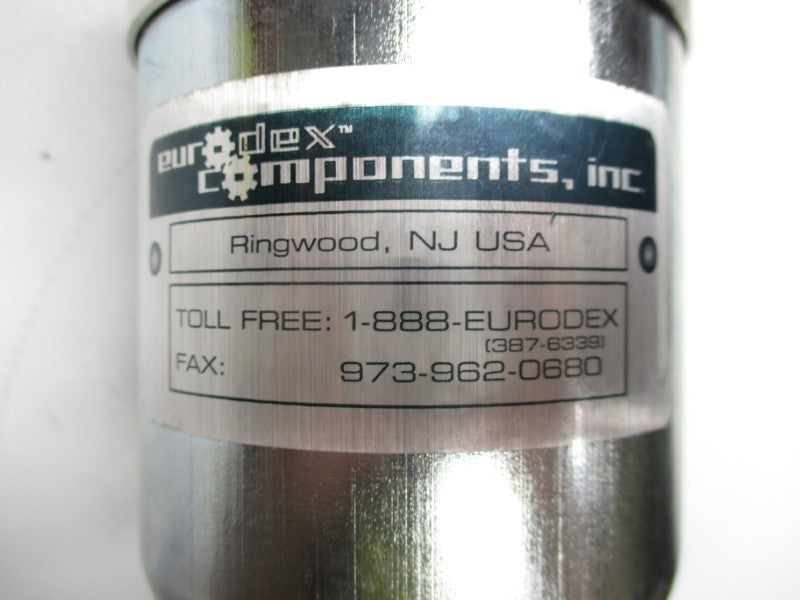 eurodex™
components, inc.
Ringwood, NJ USA
TOLL FREE: 1-888-EURODEX
(387-6339)
FAX: 973-962-0680